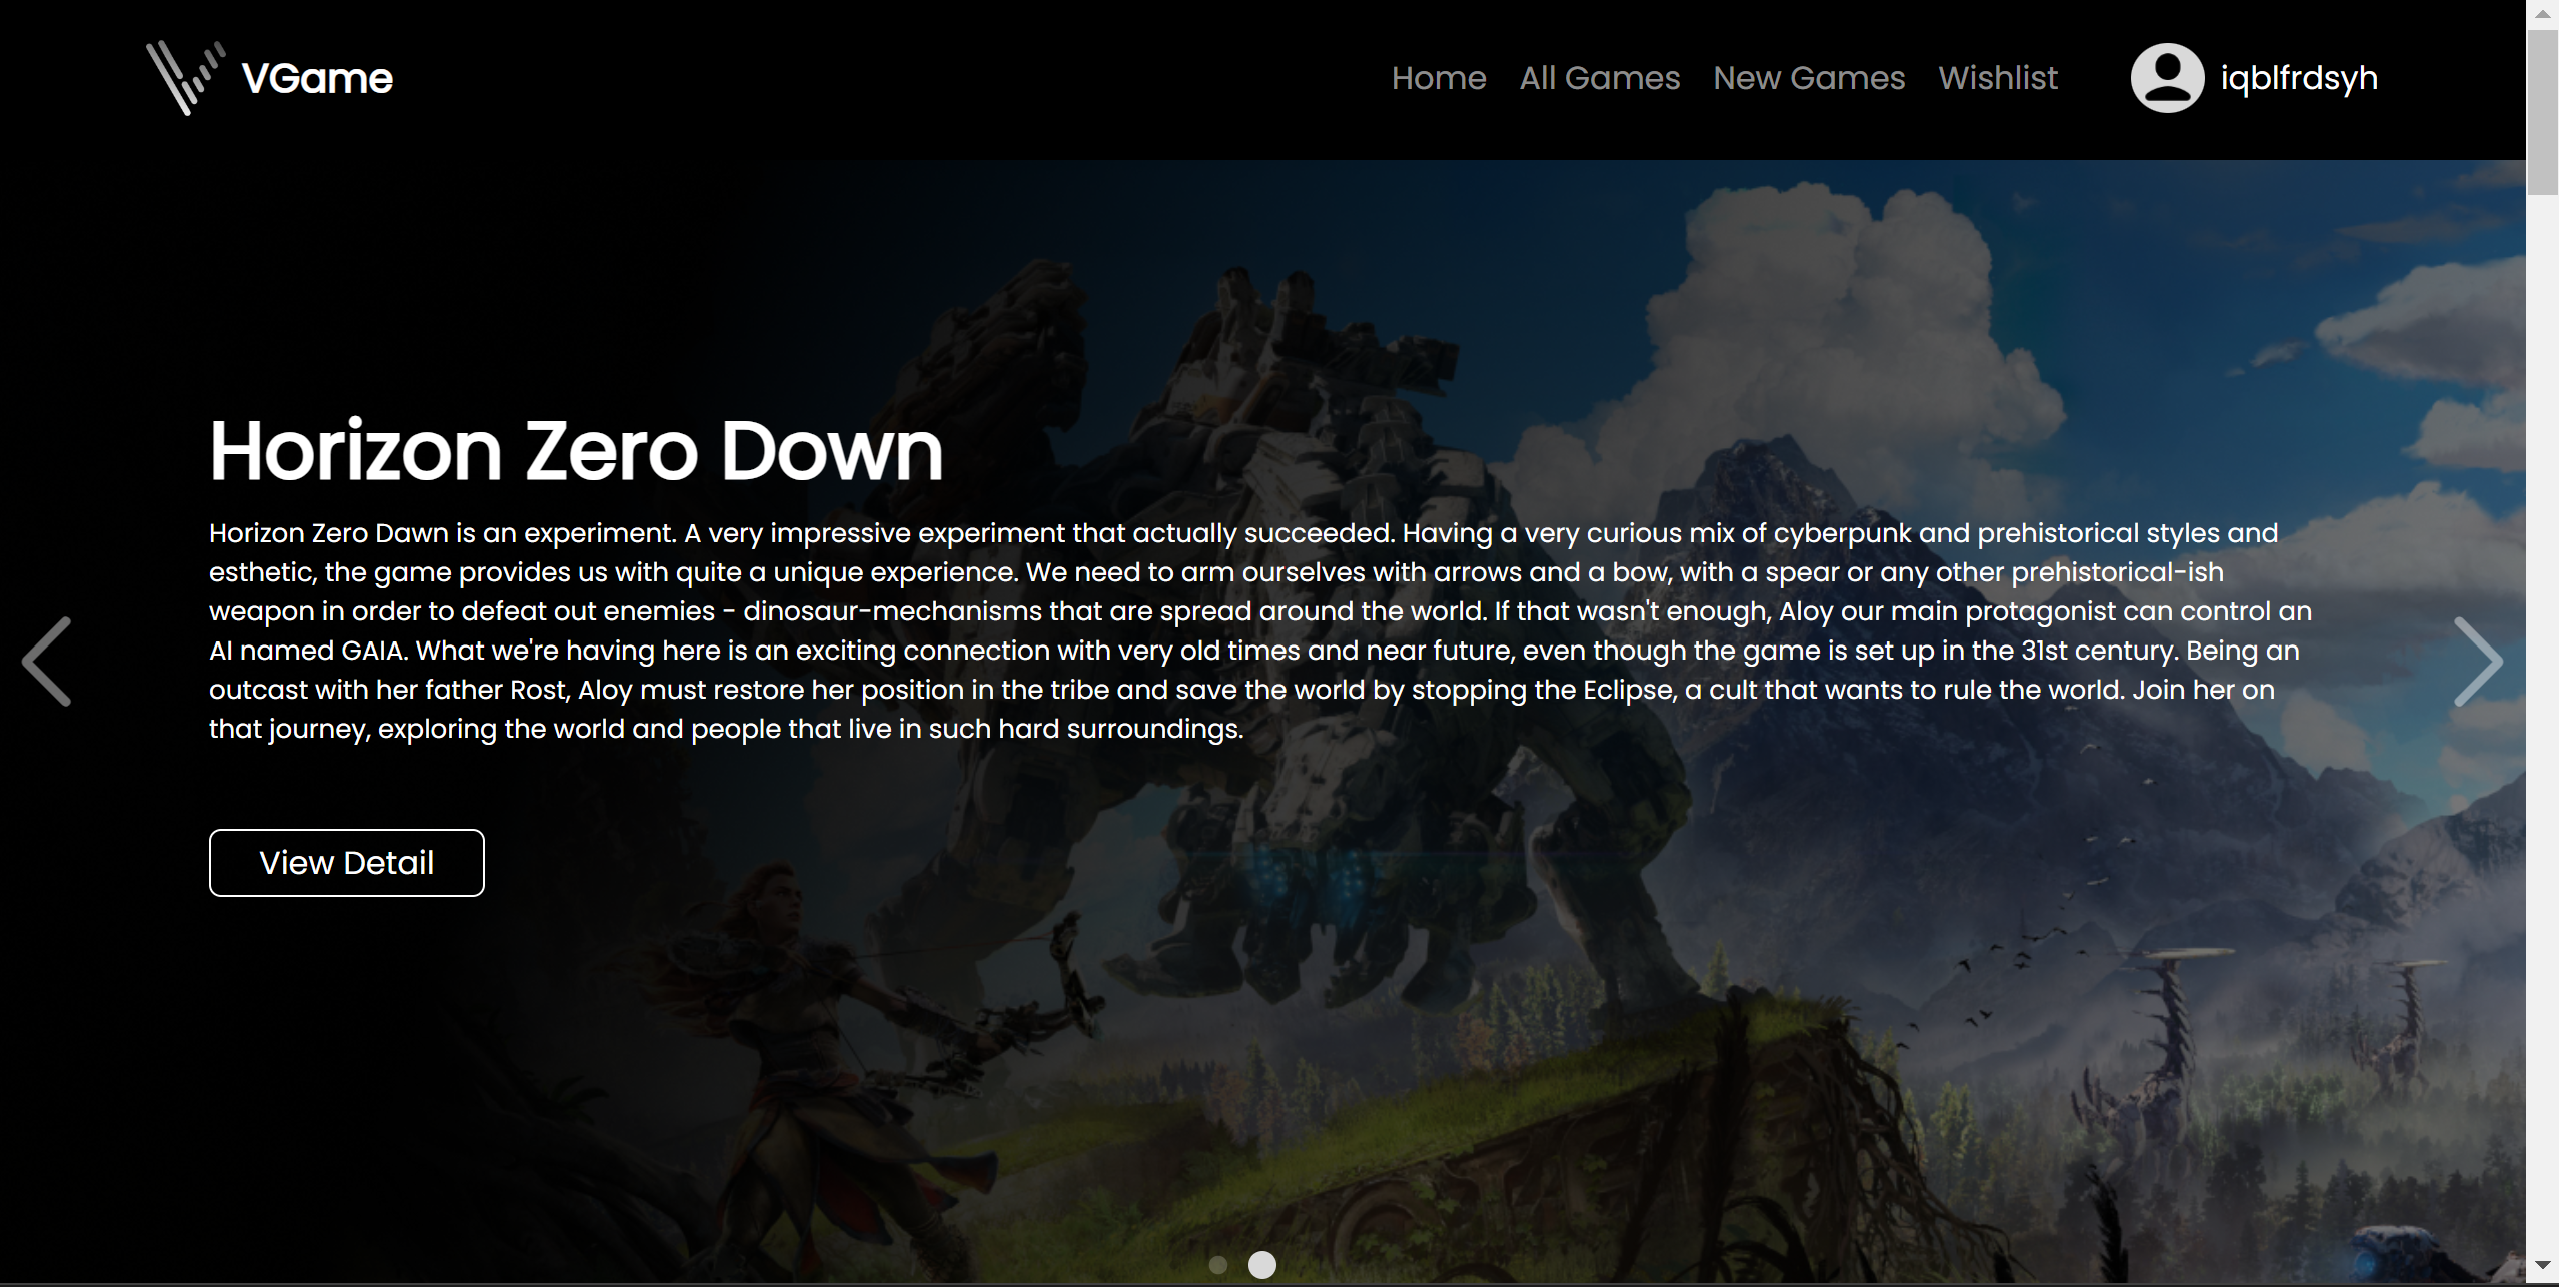 VGame
Home All Games New Games Wishlist iqblfrdsyh
Horizon Zero Down
Horizon Zero Dawn is an experiment. A very impressive experiment that actually succeeded. Having a very curious mix of cyberpunk and prehistorical styles and
esthetic, the game provides us with quite a unique experience. We need to arm ourselves with arrows and a bow, with a spear or any other prehistorical-ish
weapon in order to defeat out enemies - dinosaur-mechanisms that are spread around the world. If that wasn't enough, Aloy our main protagonist can control an
AI named GAIA. What we're having here is an exciting connection with very old times and near future, even though the game is set up in the 31st century. Being an
outcast with her father Rost, Aloy must restore her position in the tribe and save the world by stopping the Eclipse, a cult that wants to rule the world. Join her on
that journey, exploring the world and people that live in such hard surroundings.
View Detail